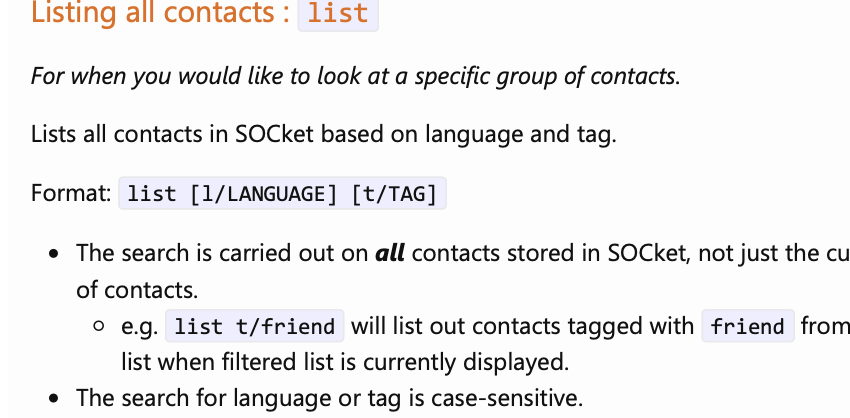 Listing all contacts : list
For when you would like to look at a specific group of contacts.
Lists all contacts in SOCket based on language and tag.
Format: list [l/LANGUAGE] [t/TAG]
• The search is carried out on all contacts stored in SOCket, not just the cu
of contacts.
○ e.g. list t/friend will list out contacts tagged with friend from
list when filtered list is currently displayed.
• The search for language or tag is case-sensitive.